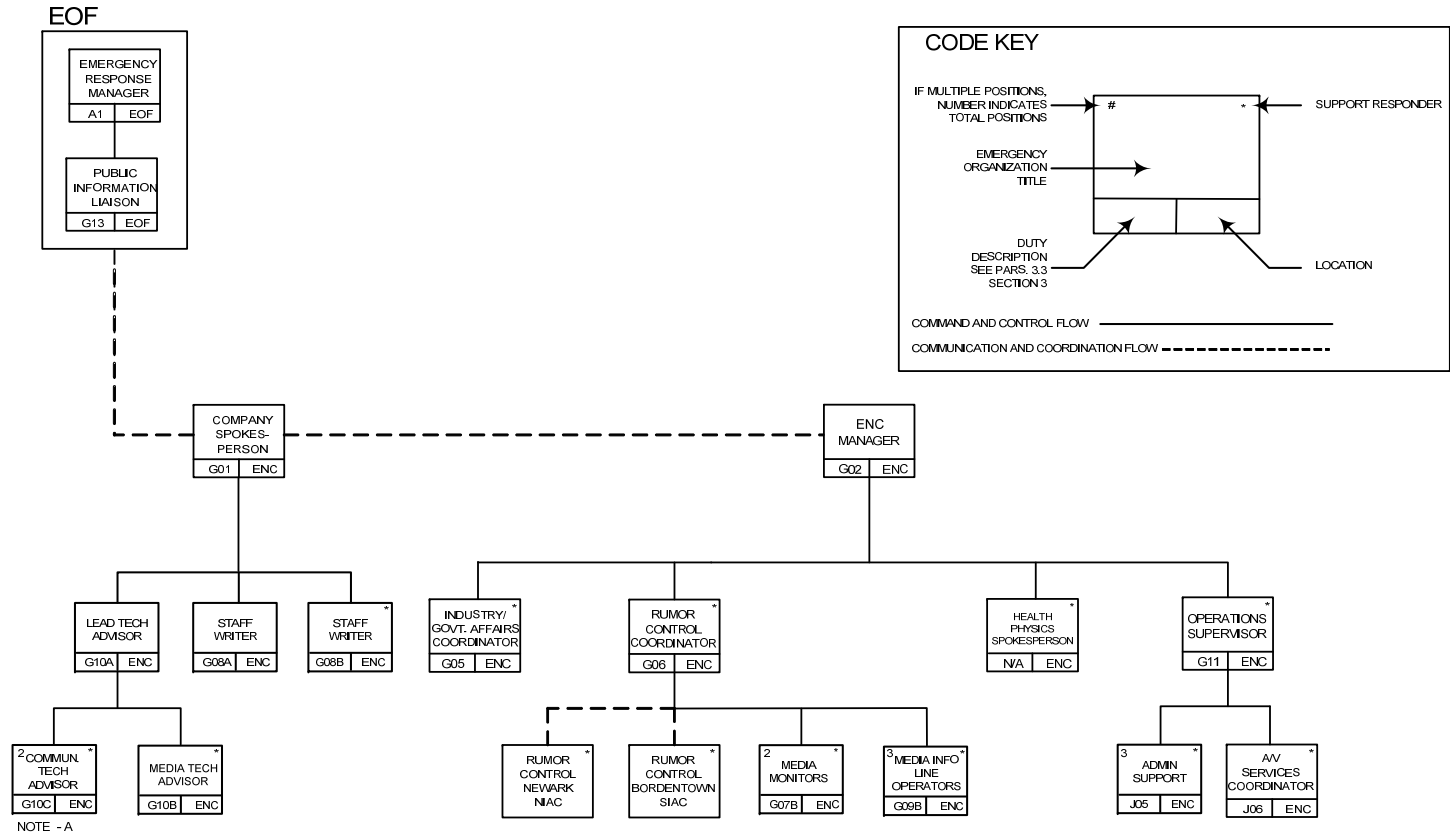 EOF
EMERGENCY
RESPONSE
MANAGER
A1 EOF
PUBLIC
INFORMATION
LIAISON
G13 EOF
CODE KEY
IF MULTIPLE POSITIONS,
NUMBER INDICATES
TOTAL POSITIONS
# *
SUPPORT RESPONDER
EMERGENCY
ORGANIZATION
TITLE
DUTY
DESCRIPTION
SEE PARS. 3.3
SECTION 3
LOCATION
COMMAND AND CONTROL FLOW
COMMUNICATION AND COORDINATION FLOW
COMPANY
SPOKES-
PERSON
G01 ENC
ENC
MANAGER
G02 ENC
LEAD TECH
ADVISOR
G10A ENC
STAFF
WRITER
G08A ENC
*
STAFF
WRITER
G08B ENC
*
INDUSTRY/
GOVT. AFFAIRS
COORDINATOR
G05 ENC
*
RUMOR
CONTROL
COORDINATOR
G06 ENC
*
HEALTH
PHYSICS
SPOKESPERSON
N/A ENC
*
OPERATIONS
SUPERVISOR
G11 ENC
2 *
COMMUN.
TECH
ADVISOR
G10C ENC
NOTE - A
*
MEDIA TECH
ADVISOR
G10B ENC
*
RUMOR
CONTROL
NEWARK
NIAC
*
RUMOR
CONTROL
BORDENTOWN
SIAC
2 *
MEDIA
MONITORS
G07B ENC
3 *
MEDIA INFO
LINE
OPERATORS
G09B ENC
3 *
ADMIN
SUPPORT
J05 ENC
*
A/V
SERVICES
COORDINATOR
J06 ENC